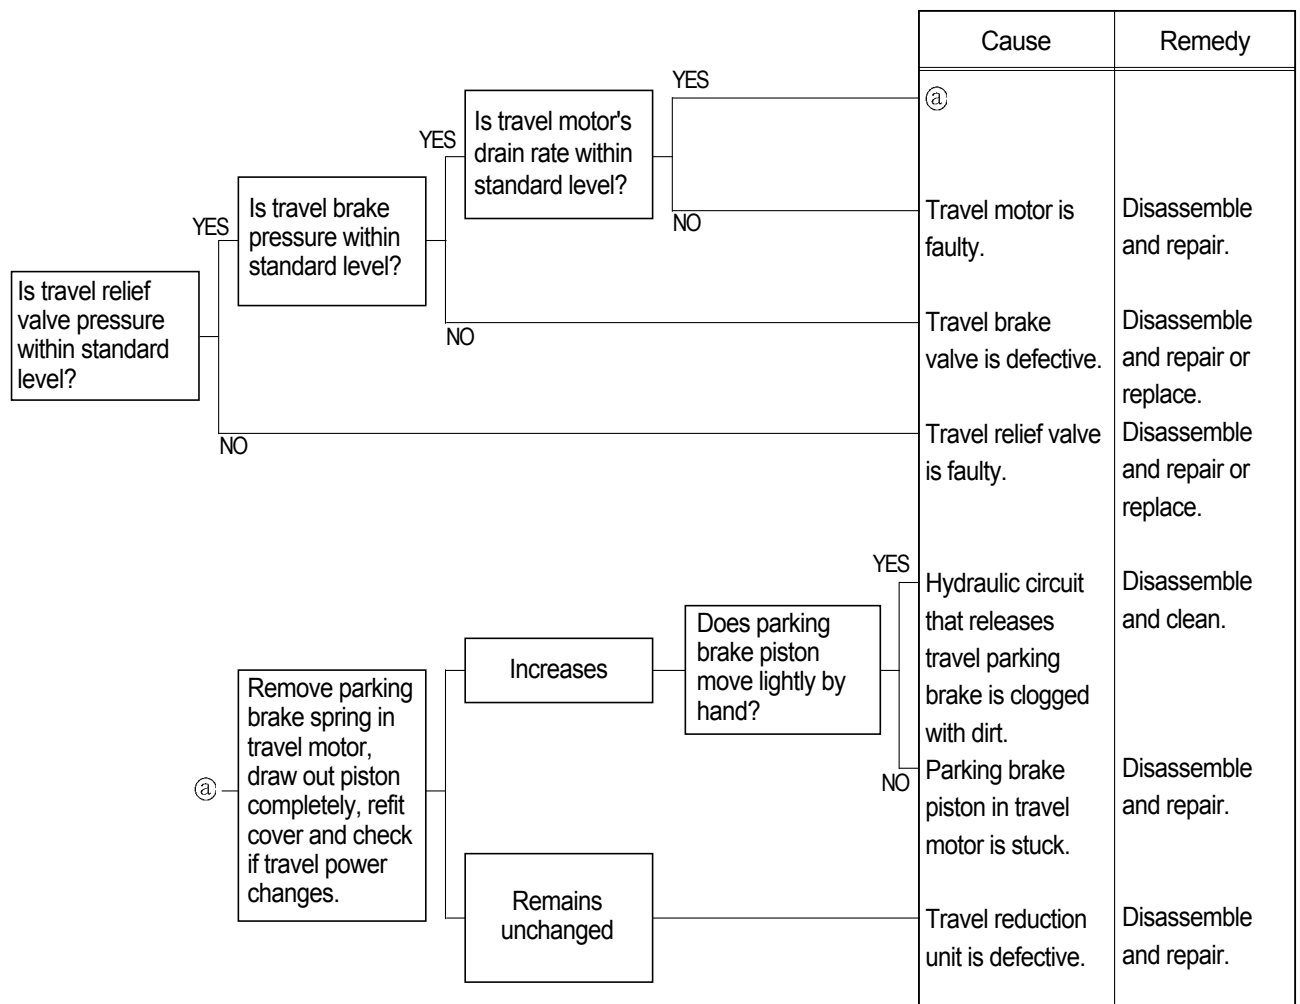 Cause
Remedy
YES
ⓐ
Is travel motor's
drain rate within
standard level?
YES
NO
Travel motor is
faulty.
Disassemble
and repair.
Is travel brake
pressure within
standard level?
YES
NO
Travel brake
valve is defective.
Disassemble
and repair or
replace.
Is travel relief
valve pressure
within standard
level?
NO
Travel relief valve
is faulty.
Disassemble
and repair or
replace.
ⓐ
Remove parking
brake spring in
travel motor,
draw out piston
completely, refit
cover and check
if travel power
changes.
Increases
Does parking
brake piston
move lightly by
hand?
YES
Hydraulic circuit
that releases
travel parking
brake is clogged
with dirt.
Disassemble
and clean.
NO
Parking brake
piston in travel
motor is stuck.
Disassemble
and repair.
Remains
unchanged
Travel reduction
unit is defective.
Disassemble
and repair.